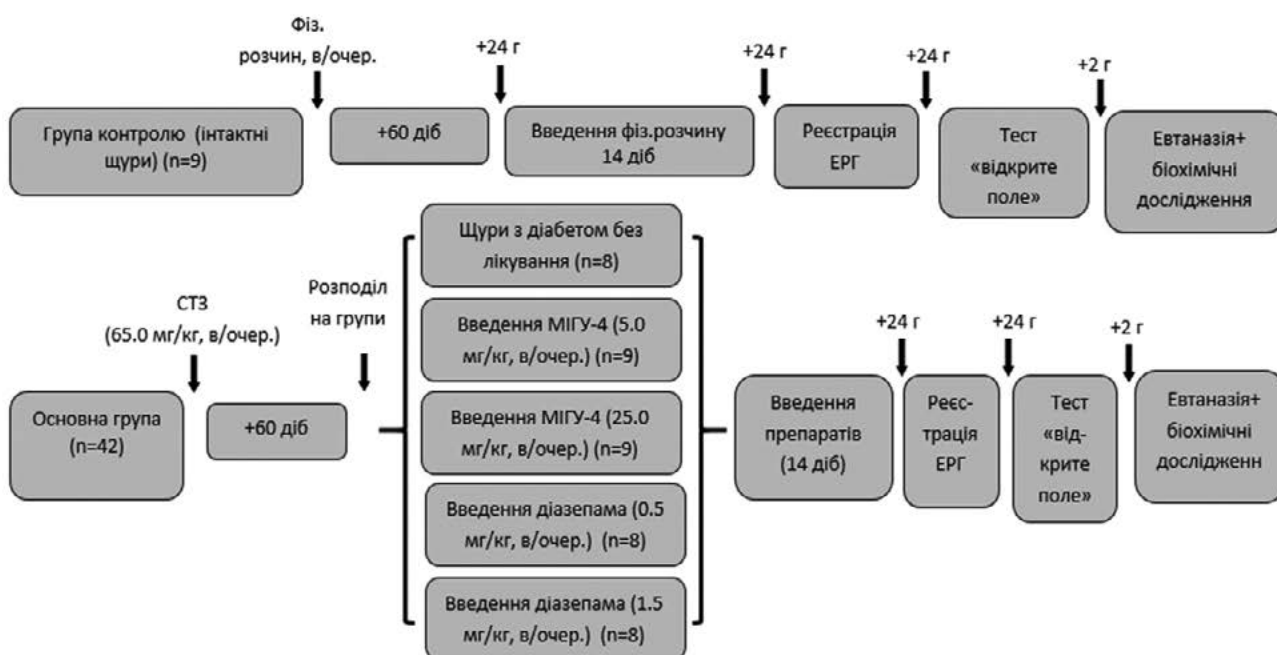 Фіз.
розчин, в/очер.
+24 г
+24 г
+24 г
+2 г
Група контролю (інтактні
щури) (n=9)
+60 діб
Введення фіз.розчину
14 діб
Реєстрація
ЕРГ
Тест
«відкрите
поле»
Евтаназія+
біохімічні
дослідження
СТЗ
(65.0 мг/кг, в/очер.)
Розподіл
на групи
Основна група
(n=42)
+60 діб
Щури з діабетом без
лікування (n=8)
Введення МІГУ-4 (5.0
мг/кг, в/очер.) (n=9)
Введення МІГУ-4 (25.0
мг/кг, в/очер.) (n=9)
Введення діазепама (0.5
мг/кг, в/очер.) (n=8)
Введення діазепама (1.5
мг/кг, в/очер.) (n=8)
+24 г
+24 г
+2 г
Введення
препаратів
(14 діб)
Реєс-
трація
ЕРГ
Тест
«від-
крите
поле»
Евтаназія+
біохімічні
дослідженн